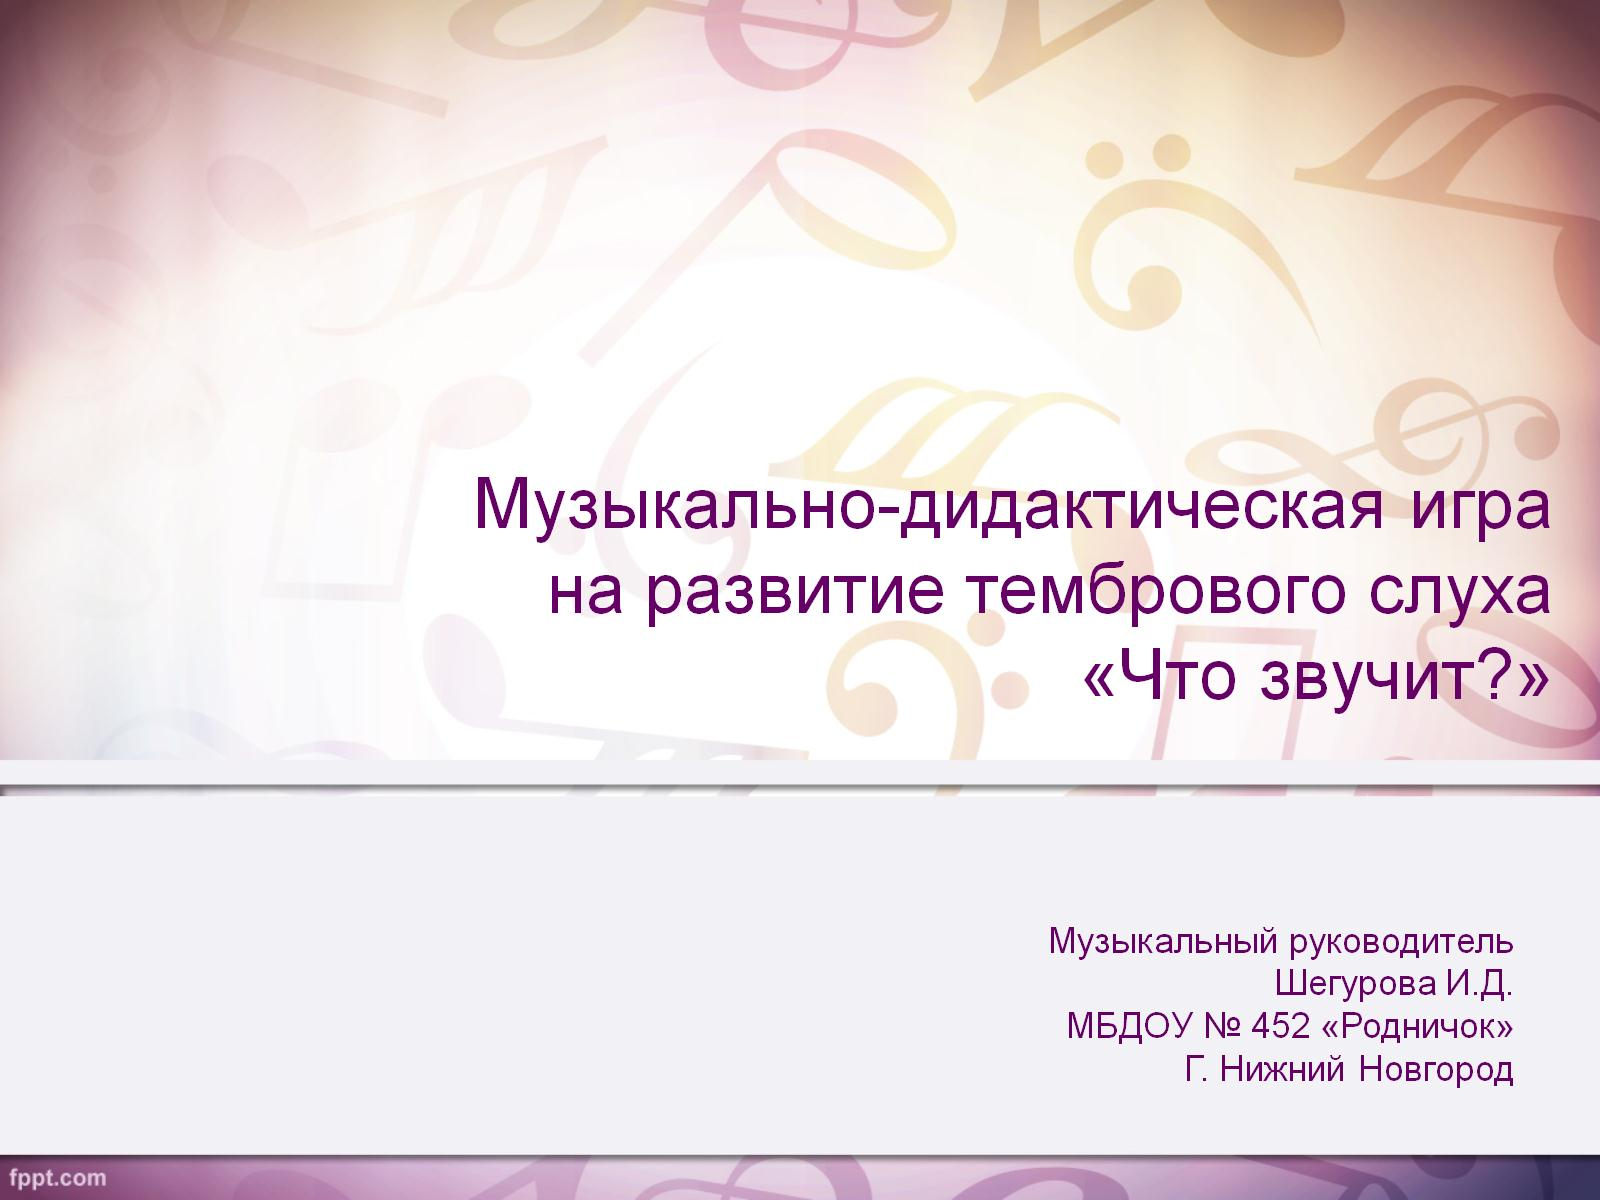 Музыкально-дидактическая игра
на развитие тембрового слуха
«Что звучит?»
Музыкальный руководитель
Шегурова И.Д.
МБДОУ № 452 «Родничок»
Г. Нижний Новгород
fppt.com